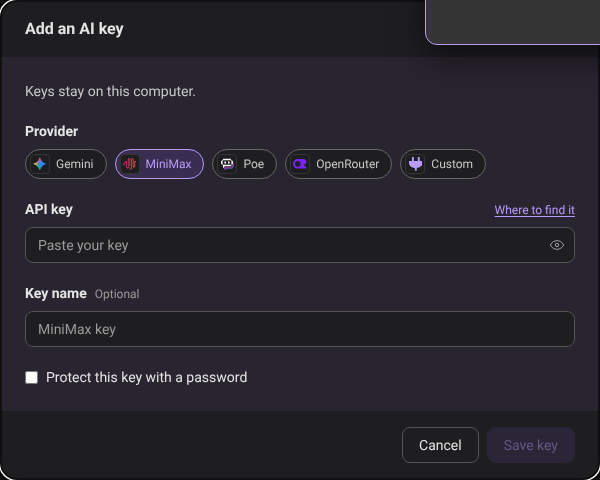 Add an AI key
Keys stay on this computer.
Provider
Gemini MiniMax Poe OpenRouter Custom
API key Where to find it
Paste your key
Key name Optional
MiniMax key
Protect this key with a password
Cancel Save key